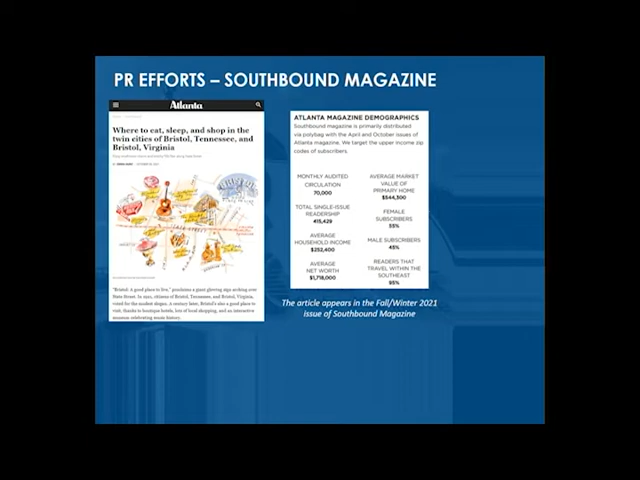 PR EFFORTS – SOUTHBOUND MAGAZINE
Atlanta
Where to eat, sleep, and shop in the
twin cities of Bristol, Tennessee, and
Bristol, Virginia
"Bristol: A good place to live," proclaims a giant glowing sign arching over
State Street. In 1921, citizens of Bristol, Tennessee, and Bristol, Virginia,
voted for the modest slogan. A century later, Bristol's also a good place to
visit, thanks to boutique hotels, lots of local shopping, and an interactive
museum celebrating music history.
ATLANTA MAGAZINE DEMOGRAPHICS
Southbound magazine is primarily distributed
via polybag with the April and October issues of
Atlanta magazine. We target the upper income zip
codes of subscribers.
MONTHLY AUDITED
CIRCULATION
70,000
TOTAL SINGLE-ISSUE
READERSHIP
415,429
AVERAGE
HOUSEHOLD INCOME
$252,400
AVERAGE
NET WORTH
$1,718,000
AVERAGE MARKET
VALUE OF
PRIMARY HOME
$544,300
FEMALE
SUBSCRIBERS
55%
MALE SUBSCRIBERS
45%
READERS THAT
TRAVEL WITHIN THE
SOUTHEAST
85%
The article appears in the Fall/Winter 2021
issue of Southbound Magazine